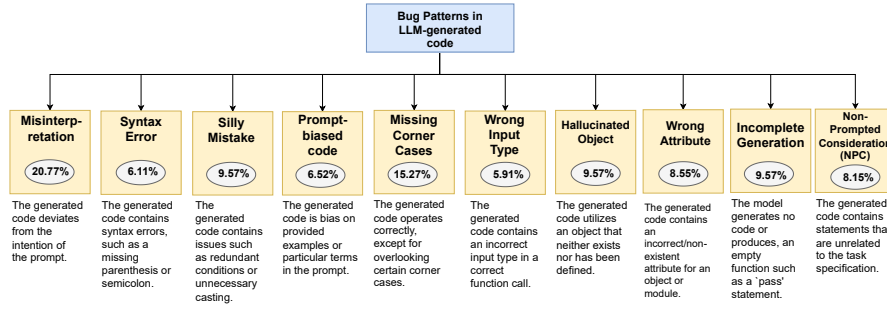 Bug Patterns in
LLM-generated
code
Misinterp-
retation
20.77%
The generated
code deviates
from the
intention of
the prompt.
Syntax
Error
6.11%
The generated
code contains
syntax errors,
such as a
missing
parenthesis or
semicolon.
Silly
Mistake
9.57%
The
generated
code contains
issues such as
redundant
conditions or
unnecessary
casting.
Prompt-
biased
code
6.52%
The generated
code is bias on
provided
examples or
particular terms
in the prompt.
Missing
Corner
Cases
15.27%
The generated
code operates
correctly,
except for
overlooking
certain corner
cases.
Wrong
Input
Type
5.91%
The
generated
code contains
an incorrect
input type in a
correct
function call.
Hallucinated
Object
9.57%
The generated
code utilizes
an object that
neither exists
nor has been
defined.
Wrong
Attribute
8.55%
The generated
code contains
an
incorrect/non-
existent
attribute for an
object or
module.
Incomplete
Generation
9.57%
The model
generates no
code or
produces, an
empty
function such
as a `pass'
statement.
Non-
Prompted
Consideration
(NPC)
8.15%
The generated
code contains
statements that
are unrelated
to the task
specification.